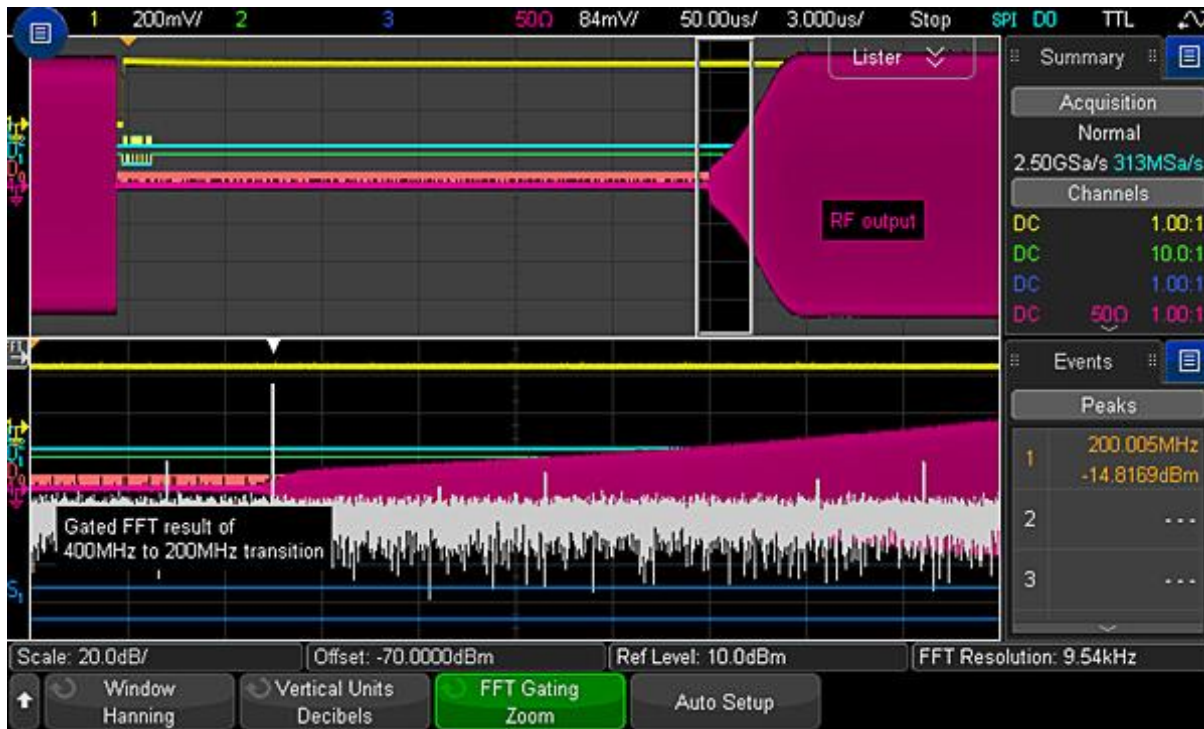 1 200mV/ 2 3 50Ω 84mV/ 50.00us/ 3.000us/ Stop SPI D0 TTL
Lister
RF output
Summary
Acquisition
Normal
2.50GSa/s 313MSa/s
Channels
DC 1.00:1
DC 10.0:1
DC 1.00:1
DC 50Ω 1.00:1
Gated FFT result of
400MHz to 200MHz transition
S1
Events
Peaks
1 200.005MHz
-14.8169dBm
2 ---
3 ---
Scale: 20.0dB/ Offset: -70.0000dBm Ref Level: 10.0dBm FFT Resolution: 9.54kHz
Window
Hanning
Vertical Units
Decibels
FFT Gating
Zoom
Auto Setup